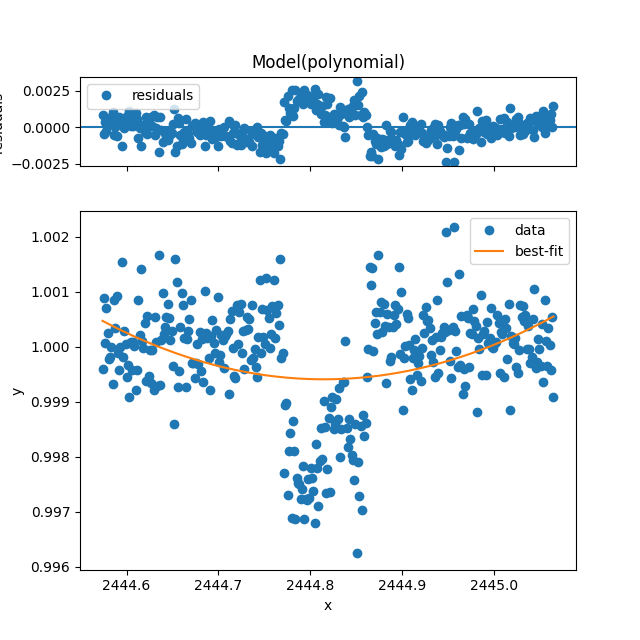 Model(polynomial)
residuals
0.0025
0.0000
−0.0025
residuals
1.002
1.001
1.000
0.999
0.998
0.997
0.996
y
data
best-fit
2444.6
2444.7
2444.8
2444.9
2445.0
x